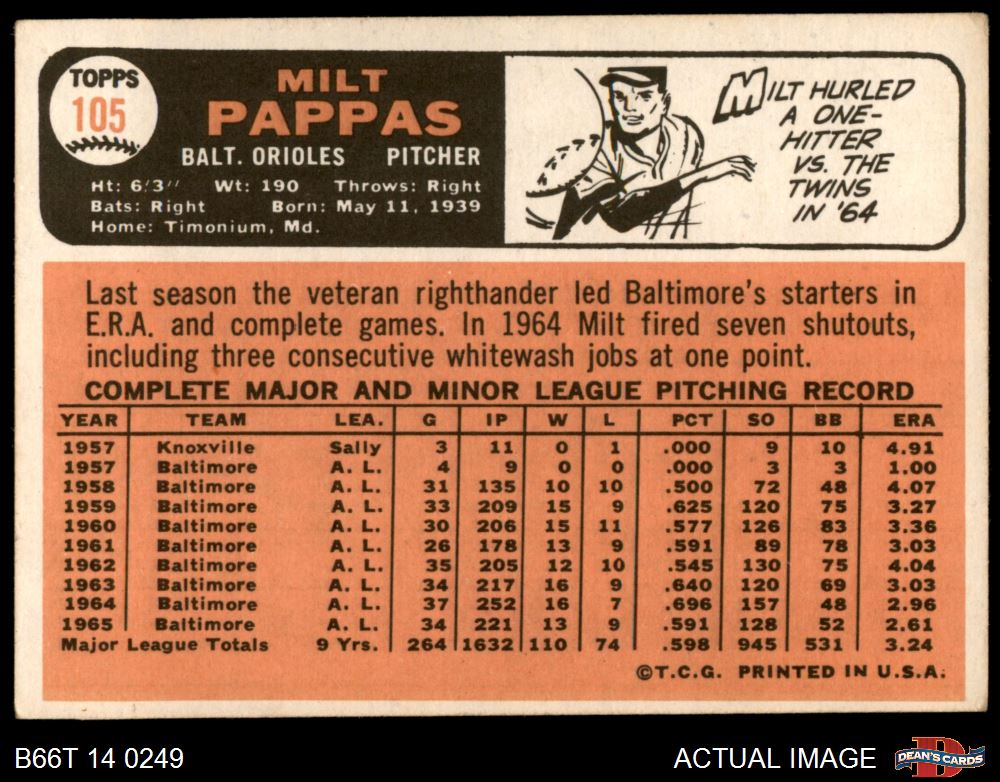 TOPPS
105
MILT
PAPPAS
BALT. ORIOLES PITCHER
Ht: 6'3" Wt: 190 Throws: Right
Bats: Right Born: May 11, 1939
Home: Timonium, Md.
MILT HURLED
A ONE-
HITTER
VS. THE
TWINS
IN '64
Last season the veteran righthander led Baltimore's starters in
E.R.A. and complete games. In 1964 Milt fired seven shutouts,
including three consecutive whitewash jobs at one point.
COMPLETE MAJOR AND MINOR LEAGUE PITCHING RECORD
YEAR TEAM LEA. G IP W L PCT SO BB ERA
1957 Knoxville Sally 3 11 0 1 .000 9 10 4.91
1957 Baltimore A. L. 4 9 0 0 .000 3 3 1.00
1958 Baltimore A. L. 31 135 10 10 .500 72 48 4.07
1959 Baltimore A. L. 33 209 15 9 .625 120 75 3.27
1960 Baltimore A. L. 30 206 15 11 .577 126 83 3.36
1961 Baltimore A. L. 26 178 13 9 .591 89 78 3.03
1962 Baltimore A. L. 35 205 12 10 .545 130 75 4.04
1963 Baltimore A. L. 34 217 16 9 .640 120 69 3.03
1964 Baltimore A. L. 37 252 16 7 .696 157 48 2.96
1965 Baltimore A. L. 34 221 13 9 .591 128 52 2.61
Major League Totals 9 Yrs. 264 1632 110 74 .598 945 531 3.24
©T.C.G. PRINTED IN U.S.A.
B66T 14 0249 ACTUAL IMAGE
D
DEAN'S CARDS